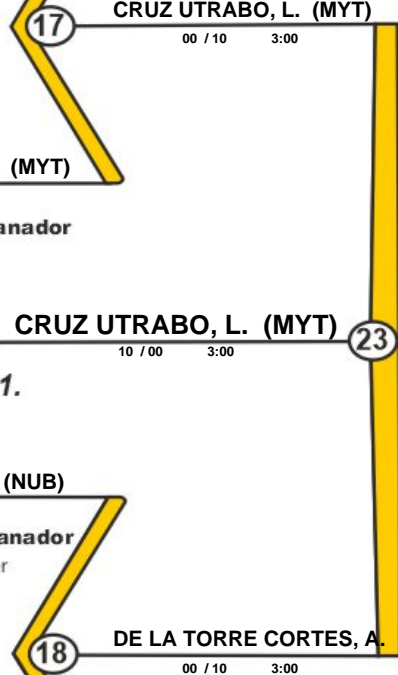 CRUZ UTRABO, L. (MYT)
17
00 / 10 3:00
(MYT)
anador
CRUZ UTRABO, L. (MYT)
23
10 / 00 3:00
1.
(NUB)
anador
r
DE LA TORRE CORTES, A.
18
00 / 10 3:00